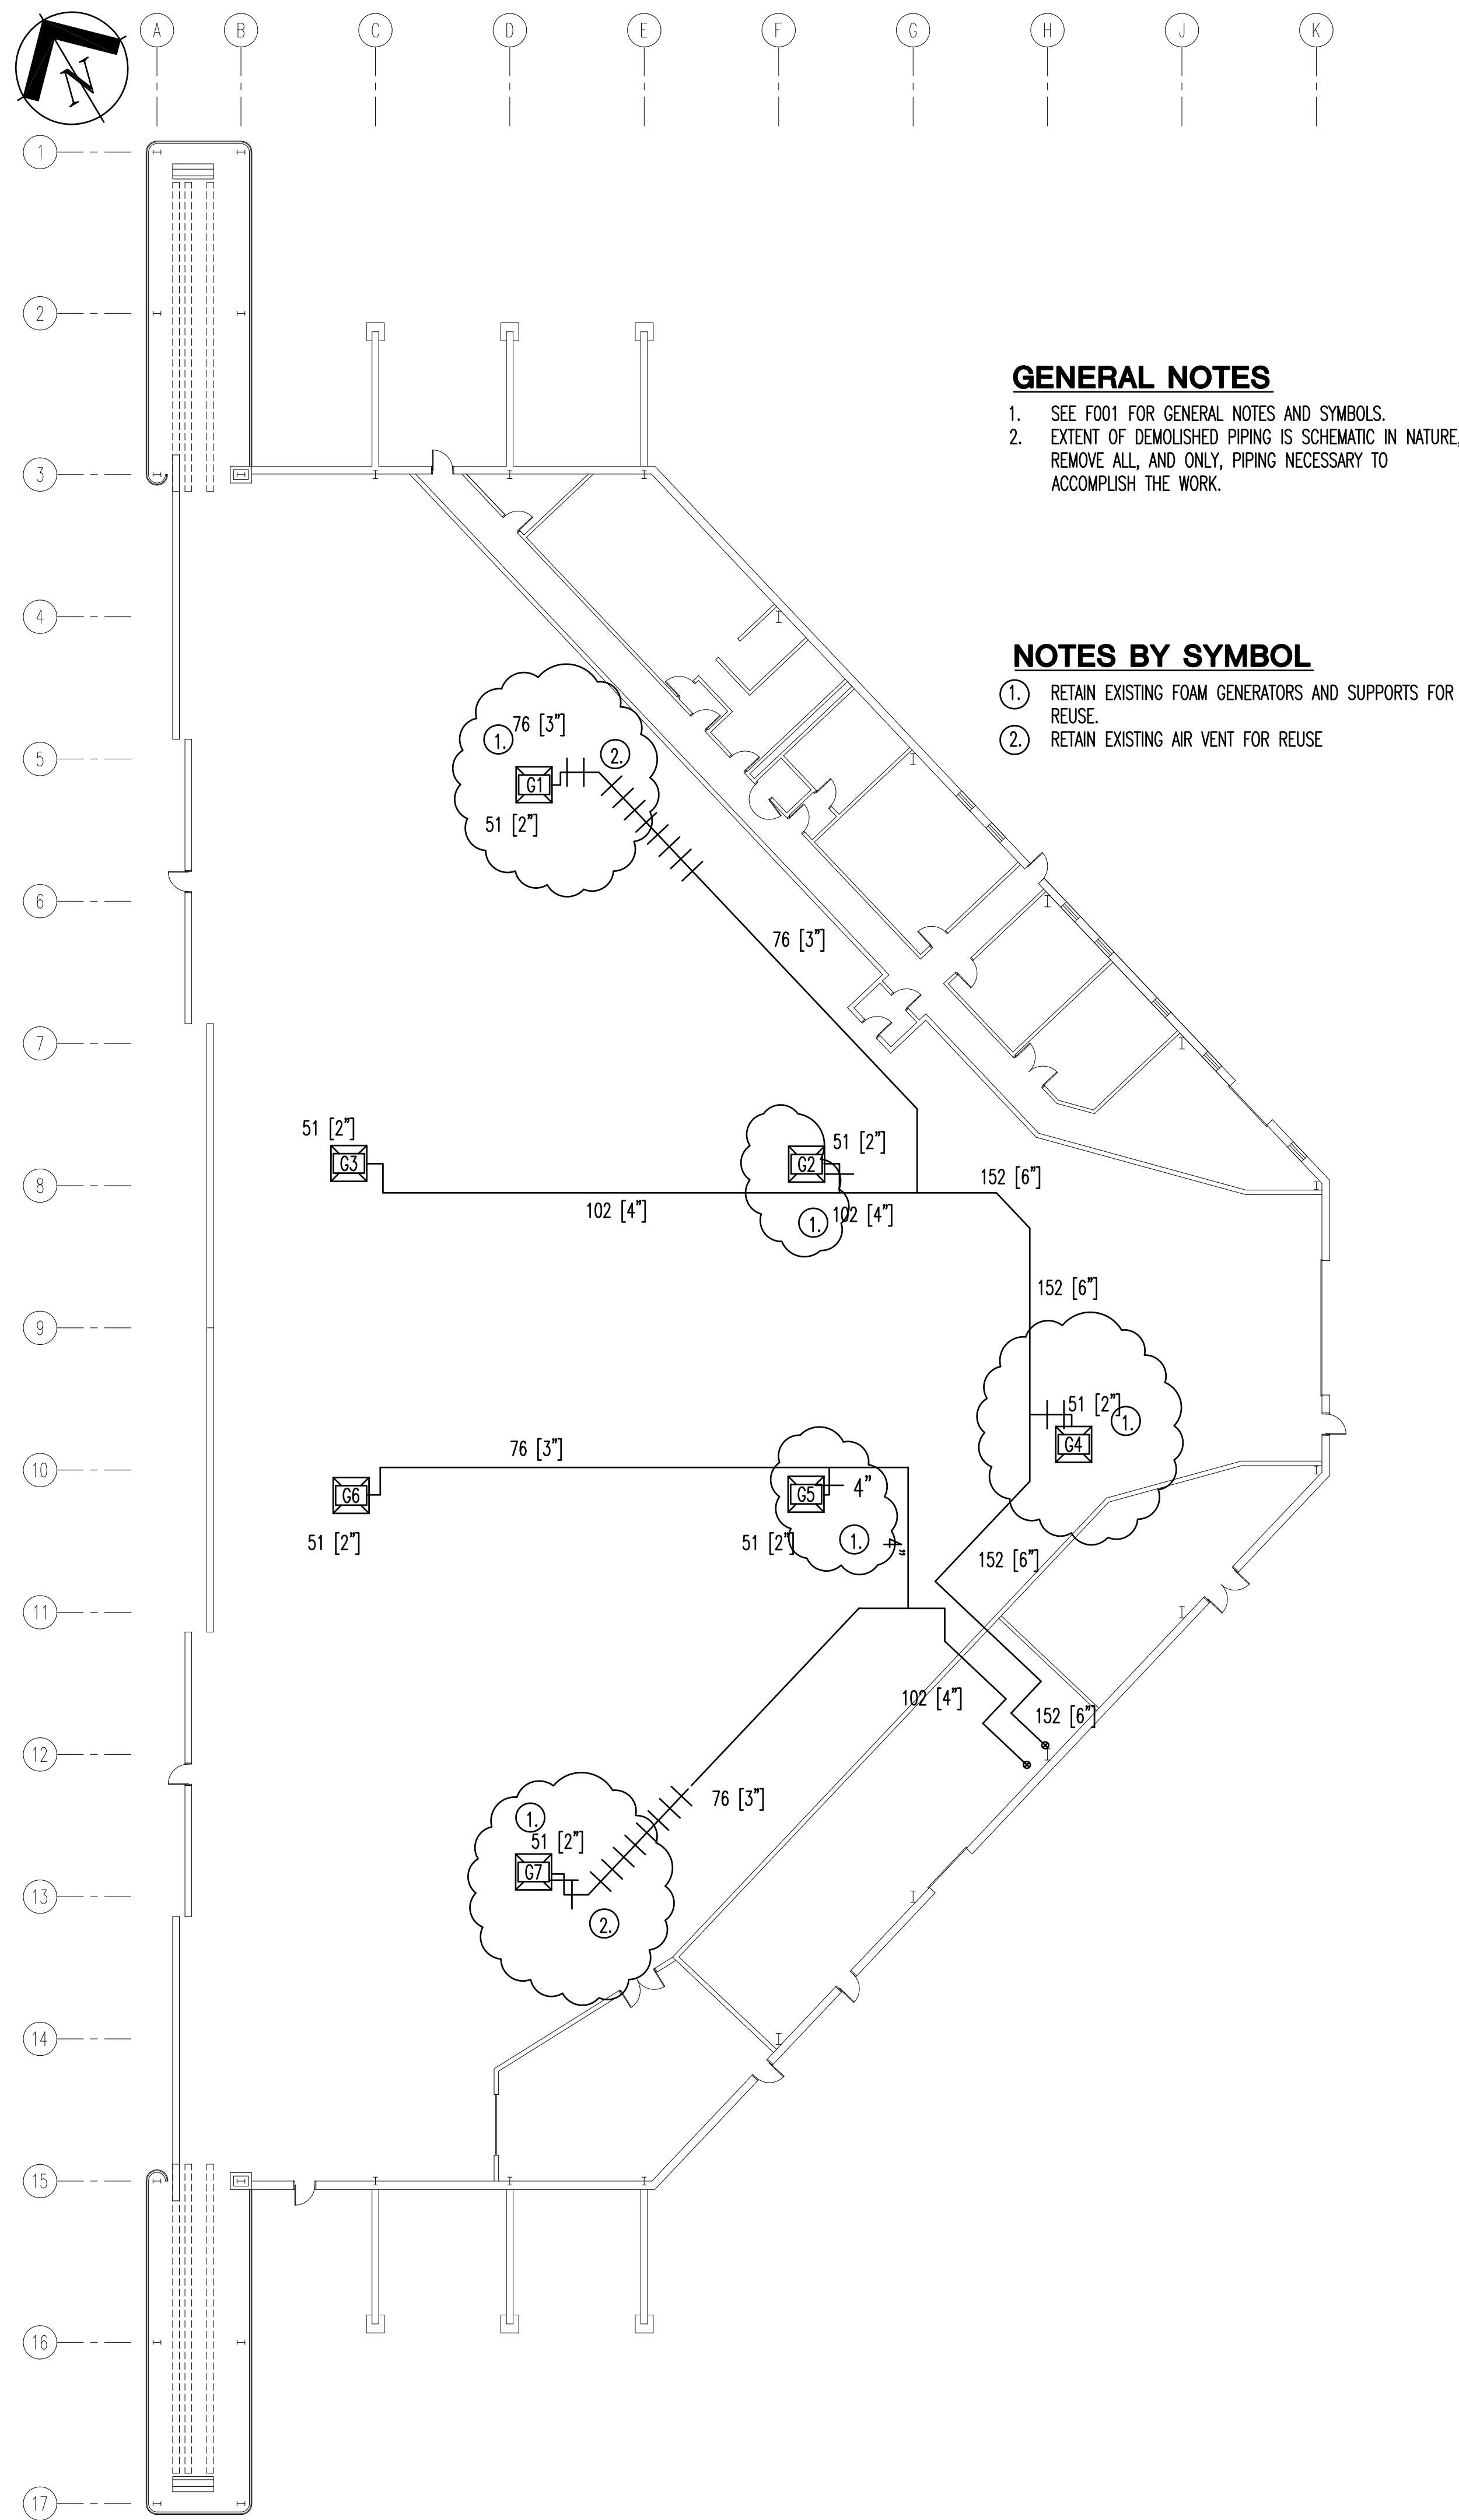 N
A B C D E F G H J K
1
2
3
GENERAL NOTES
1. SEE F001 FOR GENERAL NOTES AND SYMBOLS.
2. EXTENT OF DEMOLISHED PIPING IS SCHEMATIC IN NATURE,
REMOVE ALL, AND ONLY, PIPING NECESSARY TO
ACCOMPLISH THE WORK.
4
NOTES BY SYMBOL
1. RETAIN EXISTING FOAM GENERATORS AND SUPPORTS FOR
REUSE.
2. RETAIN EXISTING AIR VENT FOR REUSE
76 [3"]
1.
2.
5
G1
51 [2"]
6
76 [3"]
7
51 [2"]
51 [2"]
G3
G2
152 [6"]
8
102 [4"]
1.
102 [4"]
152 [6"]
9
51 [2"]
1.
G4
76 [3"]
10
4"
G6
G5
51 [2"]
51 [2"]
1.
4"
152 [6"]
11
102 [4"]
152 [6"]
12
76 [3"]
1.
51 [2"]
G7
13
2.
14
15
16
17